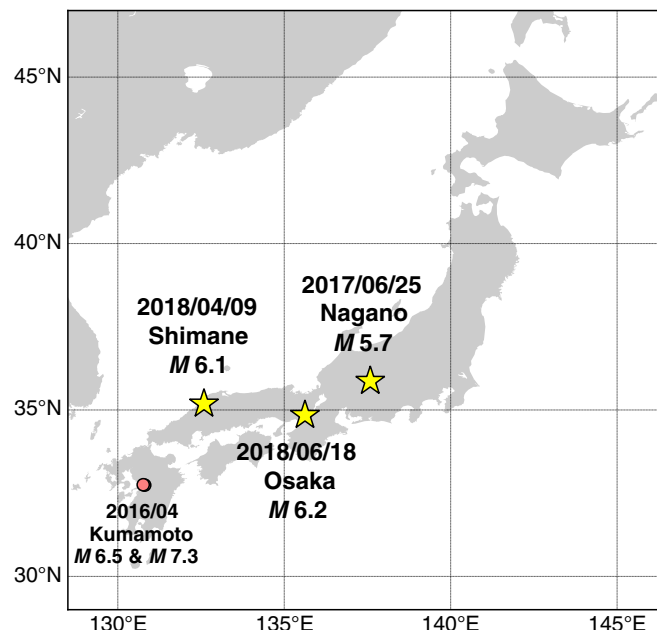 45°N
40°N
2017/06/25
Nagano
M 5.7
2018/04/09
Shimane
M 6.1
35°N
2018/06/18
Osaka
M 6.2
2016/04
Kumamoto
M 6.5 & M 7.3
30°N
130°E 135°E 140°E 145°E